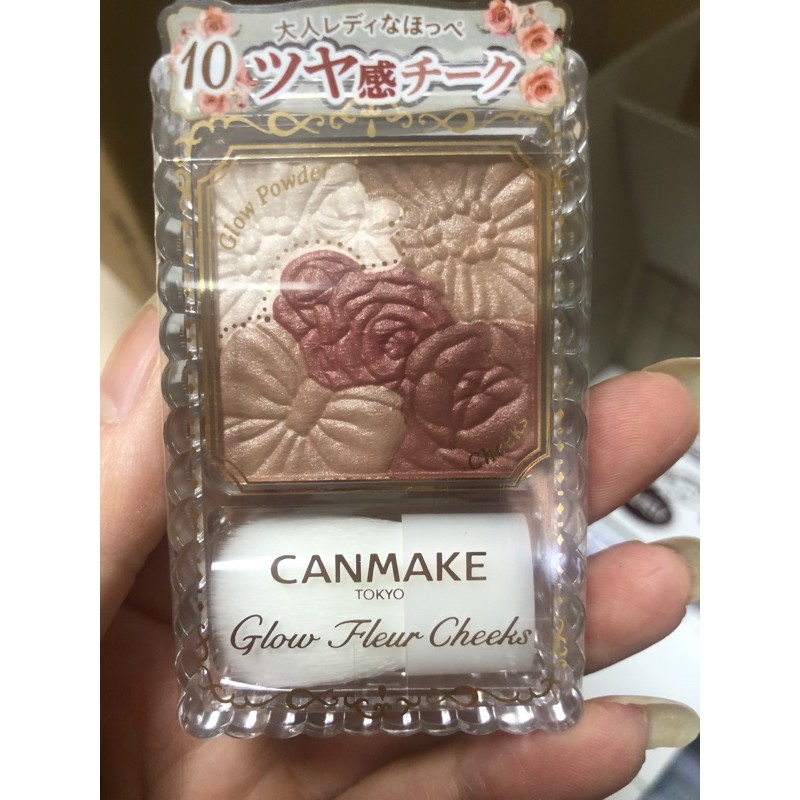 大人レディなほっぺ
10 ツヤ感チーク
Glow Powder
Cheeks
CANMAKE
TOKYO
Glow Fleur Cheeks